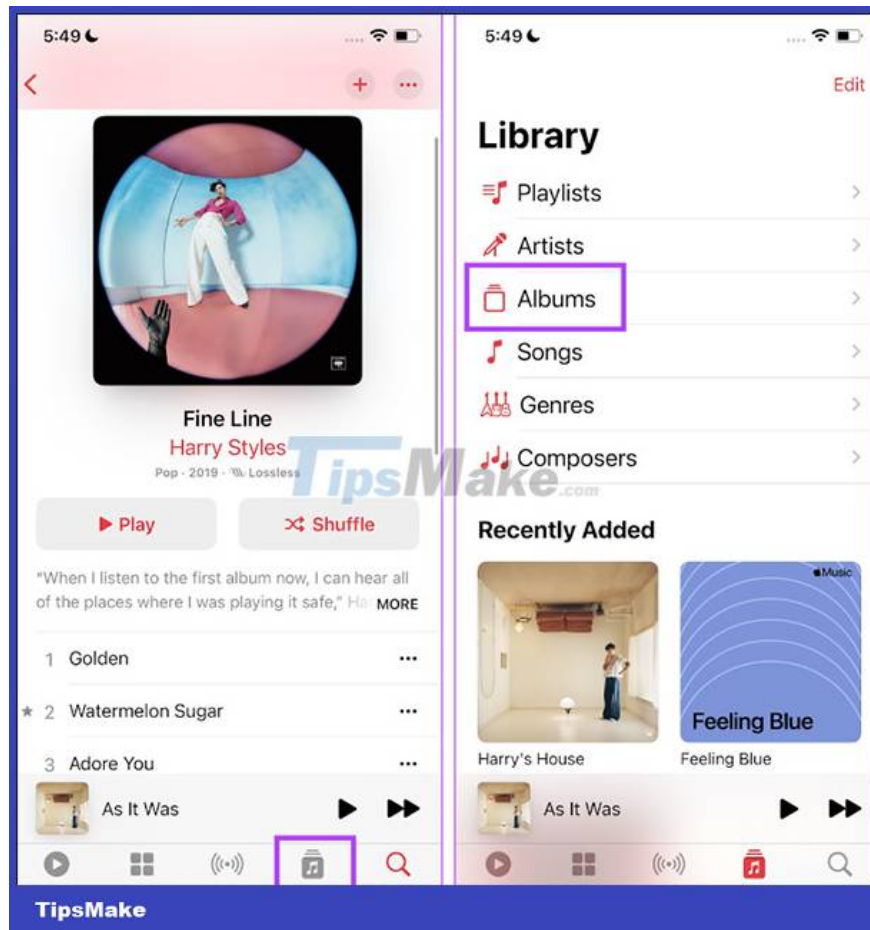 5:49
+ ...
Fine Line
Harry Styles
Pop · 2019 · Lossless
Play
Shuffle
"When I listen to the first album now, I can hear all
of the places where I was playing it safe," Ha
MORE
1 Golden ...
★ 2 Watermelon Sugar ...
3 Adore You ...
As It Was
5:49
Edit
Library
Playlists
Artists
Albums
Songs
Genres
Composers
Recently Added
Music
Feeling Blue
Harry's House
Feeling Blue
As It Was
TipsMake.com
TipsMake